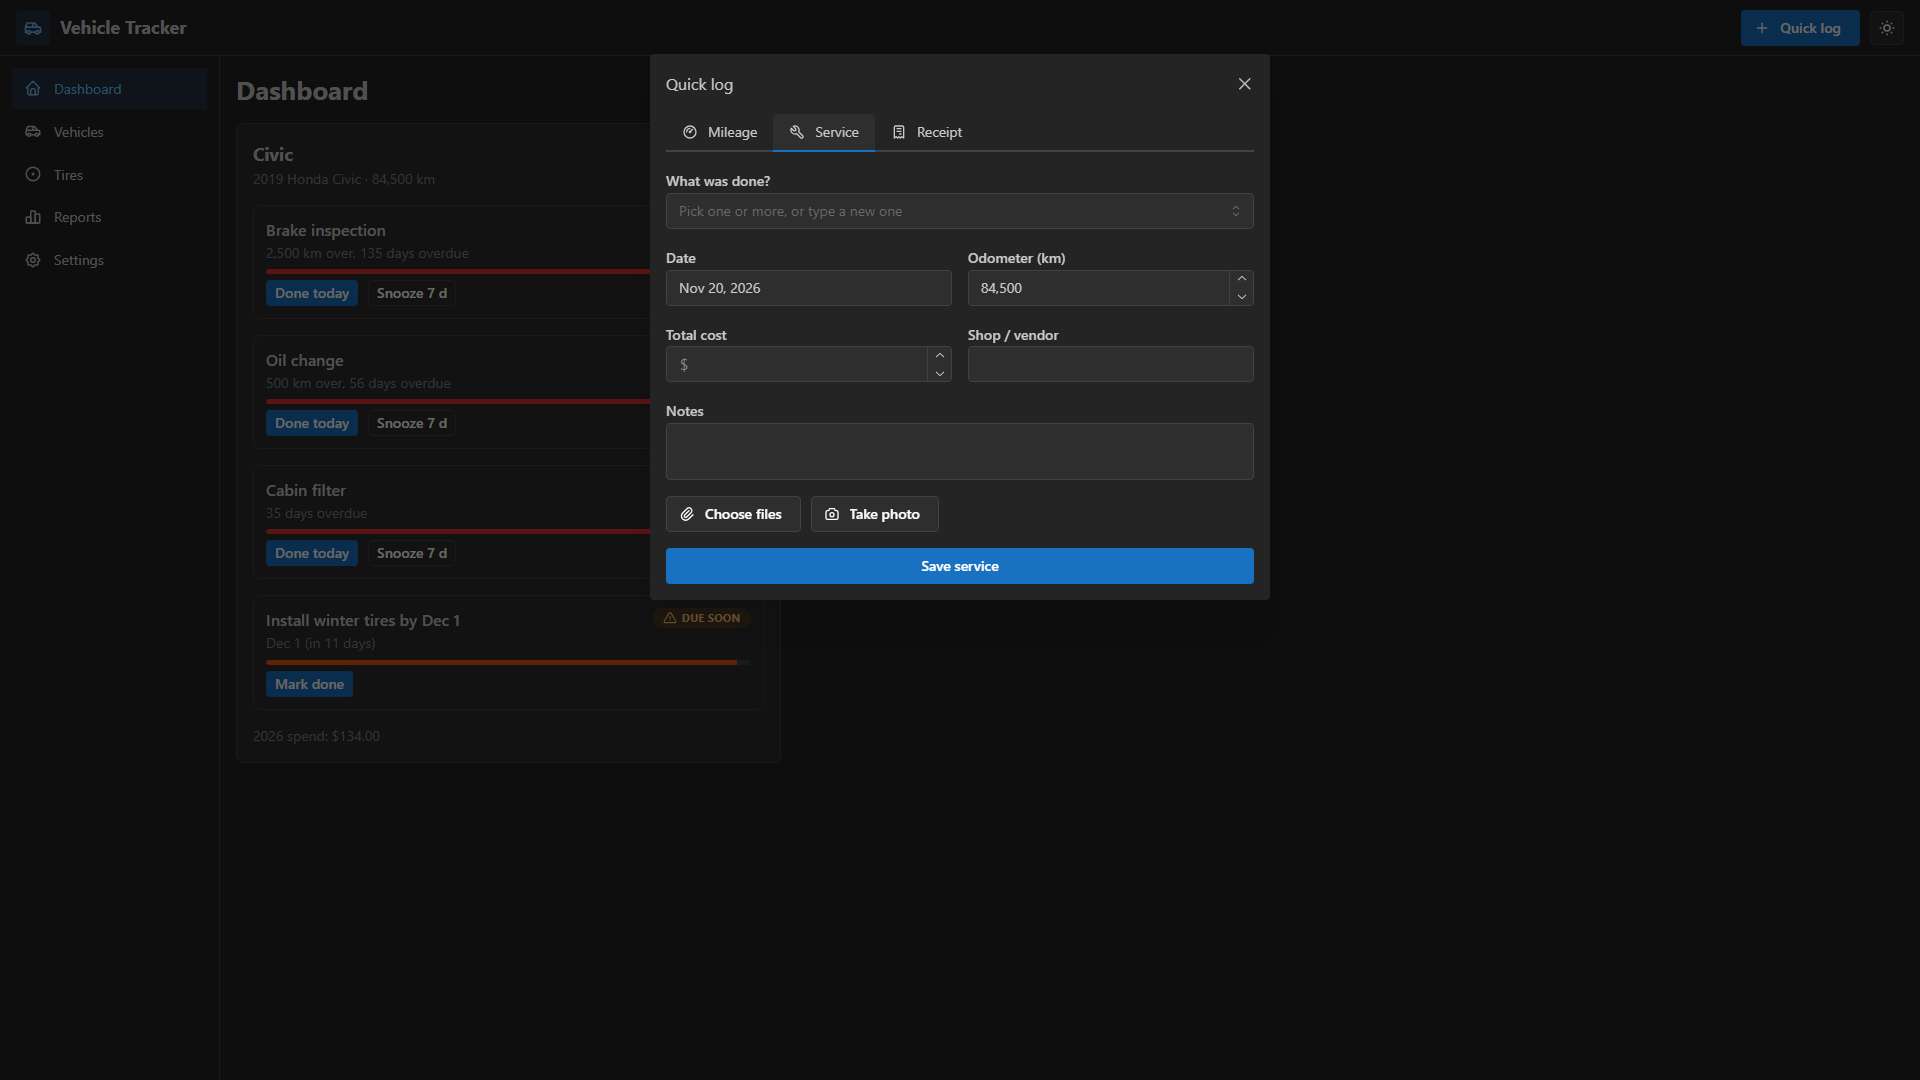 Vehicle Tracker
Quick log
Dashboard
Vehicles
Tires
Reports
Settings
Dashboard
Civic
2019 Honda Civic · 84,500 km
Brake inspection
2,500 km over, 135 days overdue
Done today
Snooze 7 d
Oil change
500 km over, 56 days overdue
Done today
Snooze 7 d
Cabin filter
35 days overdue
Done today
Snooze 7 d
Install winter tires by Dec 1
DUE SOON
Dec 1 (in 11 days)
Mark done
2026 spend: $134.00
Quick log
Mileage
Service
Receipt
What was done?
Pick one or more, or type a new one
Date
Odometer (km)
Nov 20, 2026
84,500
Total cost
Shop / vendor
$
Notes
Choose files
Take photo
Save service